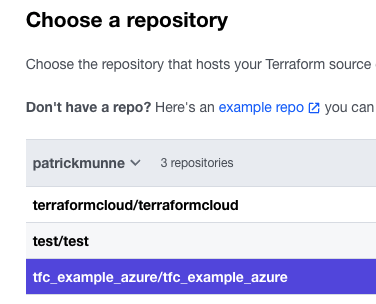 Choose a repository
Choose the repository that hosts your Terraform source
Don't have a repo? Here's an example repo you can
patrickmunne 3 repositories
terraformcloud/terraformcloud
test/test
tfc_example_azure/tfc_example_azure